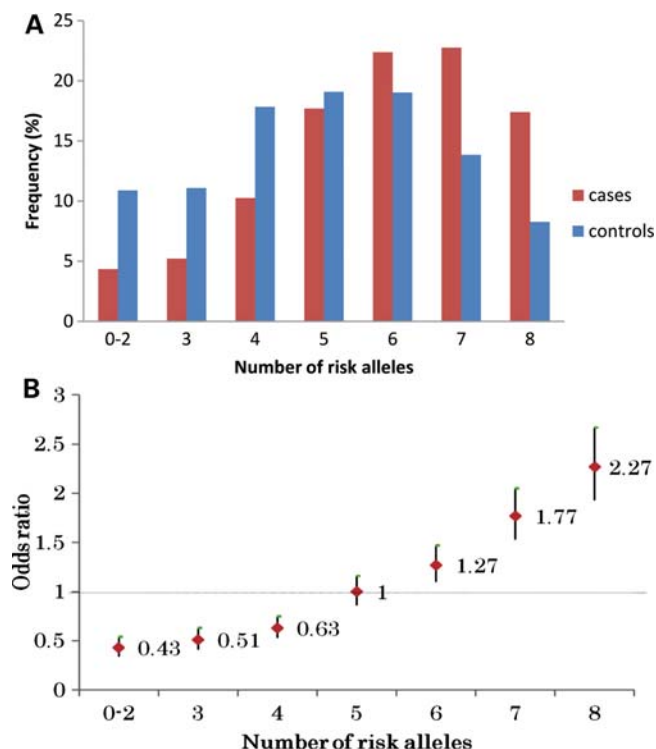 A
25
20
15
10
5
0
Frequency (%)
0-2 3 4 5 6 7 8
Number of risk alleles
cases
controls
B
3
2.5
2
1.5
1
0.5
0
Odds ratio
0.43 0.51 0.63 1 1.27 1.77 2.27
0-2 3 4 5 6 7 8
Number of risk alleles